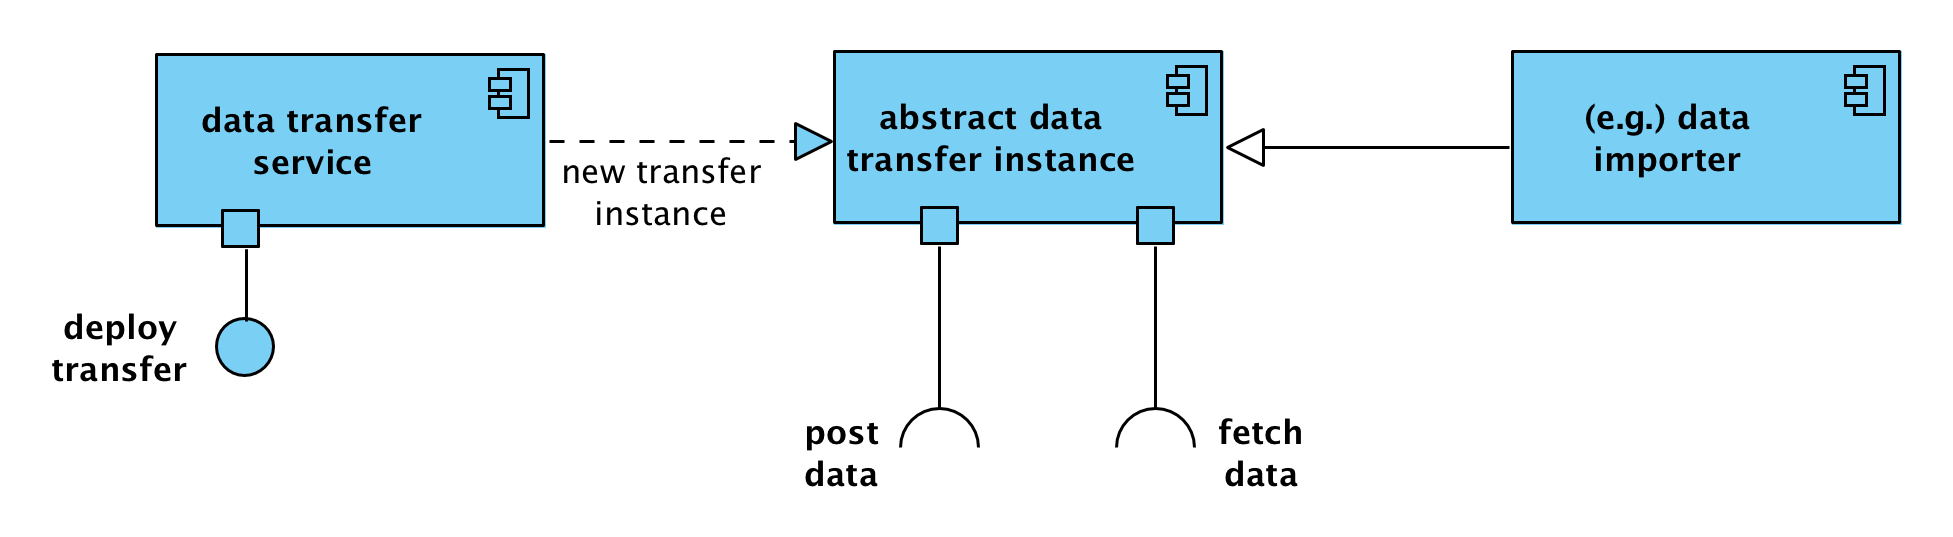 data transfer
service
new transfer
instance
abstract data
transfer instance
(e.g.) data
importer
deploy
transfer
post
data
fetch
data